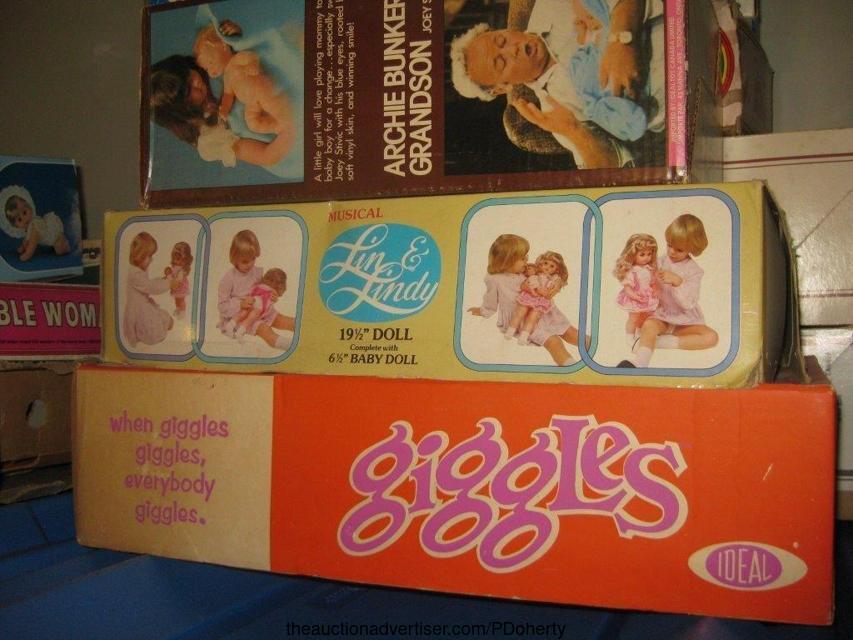 A little girl will love playing mommy to
baby boy for a change...especially
Joey Stivic with his blue eyes, rooted
soft vinyl skin, and winning smile!
ARCHIE BUNKER
GRANDSON
JOEY S
MUSICAL
Lin &
Lindy
19½" DOLL
Complete with
6½" BABY DOLL
BLE WOM
when giggles
giggles,
everybody
giggles.
giggles
IDEAL
theauctionadvertiser.com/PDoherty